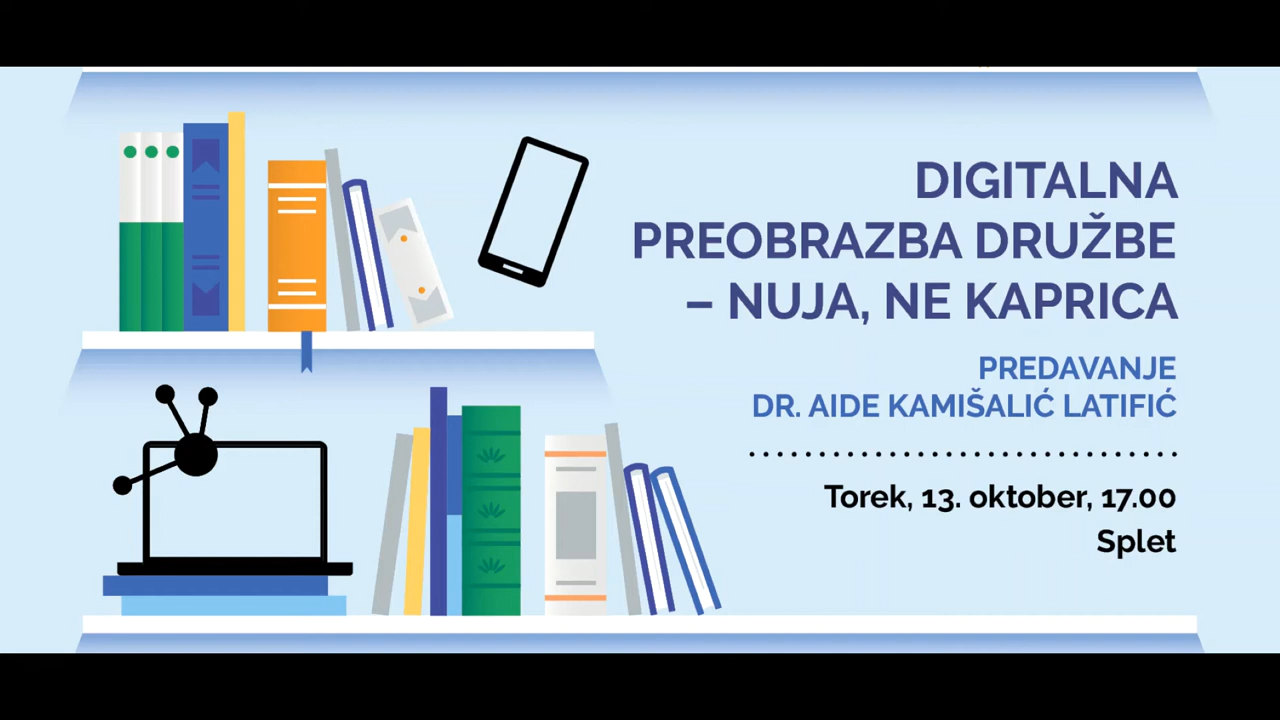 DIGITALNA
PREOBRAZBA DRUŽBE
– NUJA, NE KAPRICA
PREDAVANJE
DR. AIDE KAMIŠALIĆ LATIFIĆ
Torek, 13. oktober, 17.00
Splet